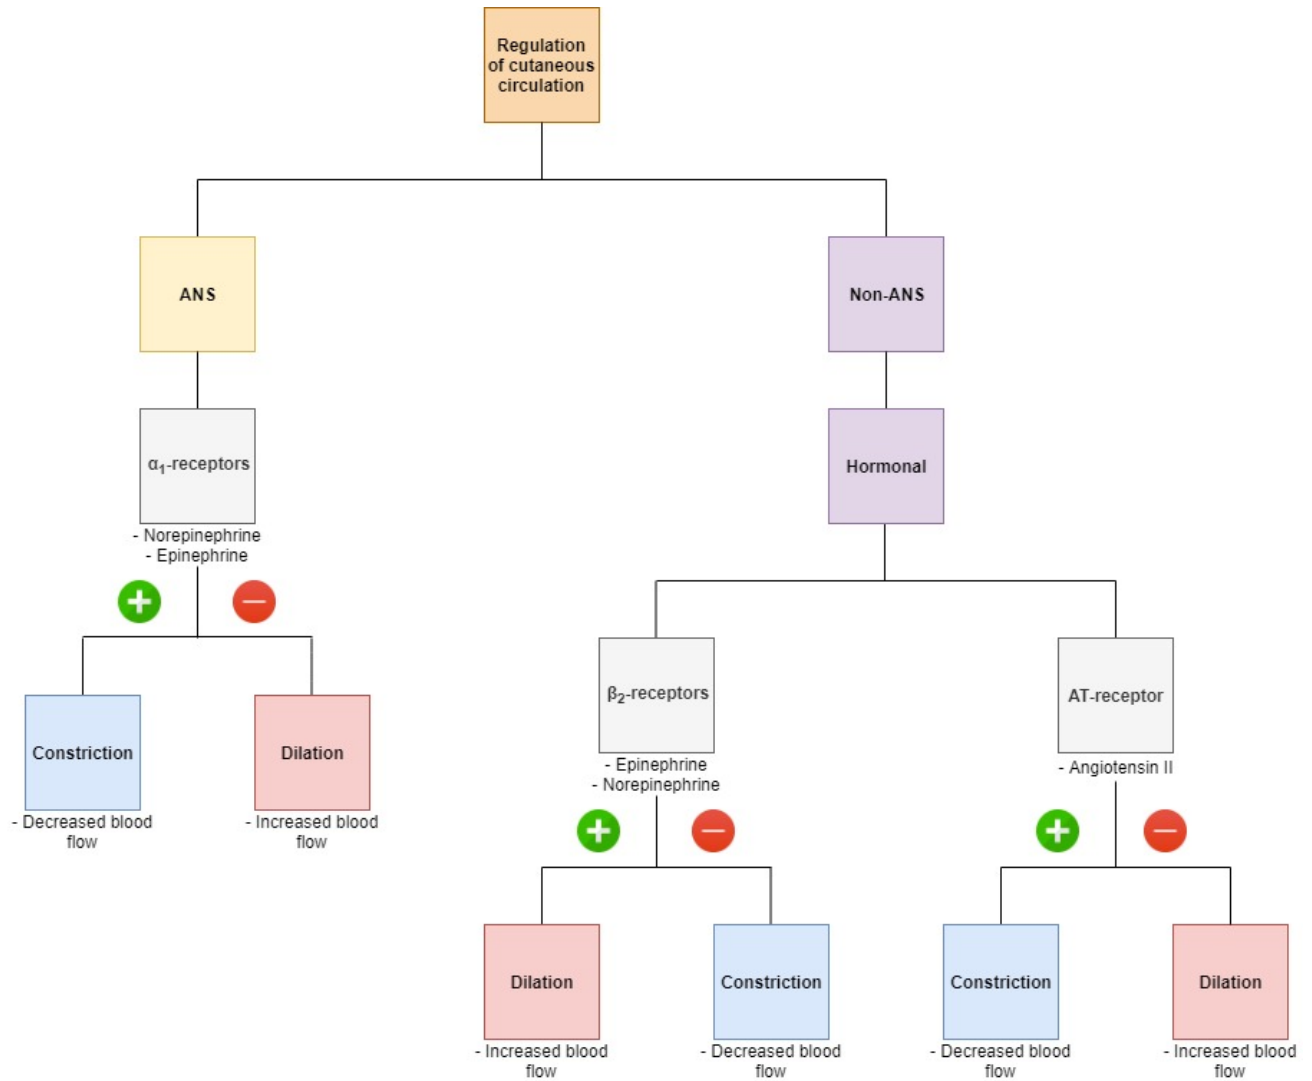 Regulation
of cutaneous
circulation
ANS
Non-ANS
α₁-receptors
- Norepinephrine
- Epinephrine
Hormonal
Constriction
- Decreased blood
flow
Dilation
- Increased blood
flow
β₂-receptors
- Epinephrine
- Norepinephrine
AT-receptor
- Angiotensin II
Dilation
- Increased blood
flow
Constriction
- Decreased blood
flow
Constriction
- Decreased blood
flow
Dilation
- Increased blood
flow